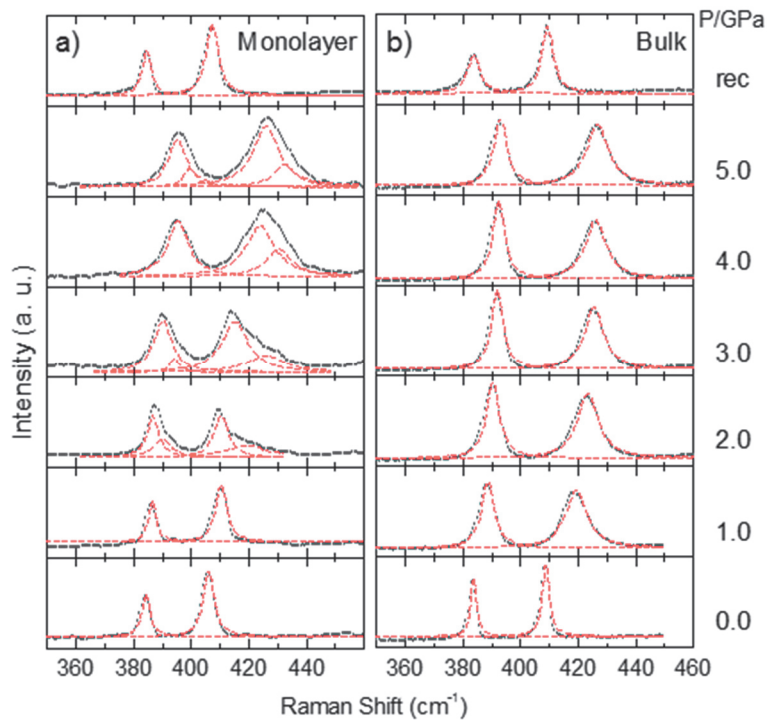 a) Monolayer
b) Bulk
P/GPa
rec
5.0
4.0
3.0
2.0
1.0
0.0
Intensity (a. u.)
360 380 400 420 440
360 380 400 420 440 460
Raman Shift (cm⁻¹)